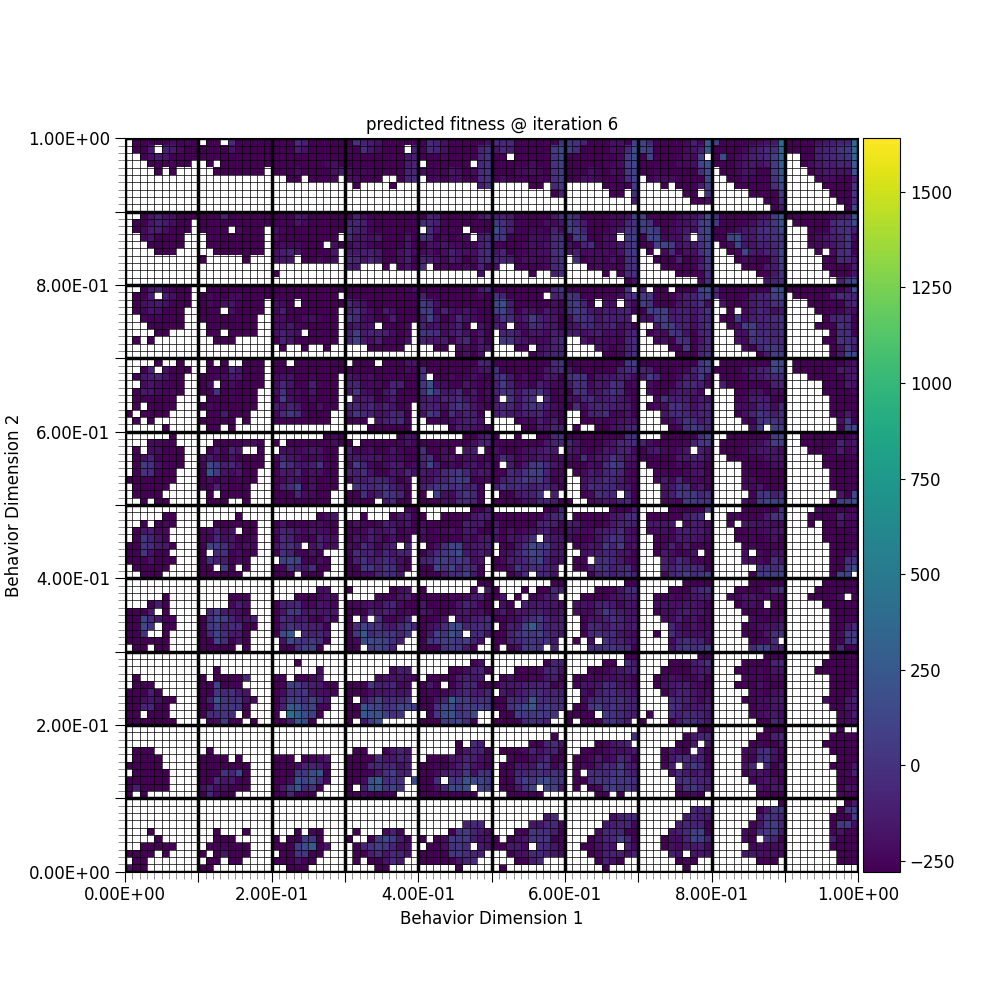 predicted fitness @ iteration 6
1.00E+00
8.00E-01
6.00E-01
4.00E-01
2.00E-01
0.00E+00
Behavior Dimension 2
0.00E+00 2.00E-01 4.00E-01 6.00E-01 8.00E-01 1.00E+00
Behavior Dimension 1
1500
1250
1000
750
500
250
0
−250